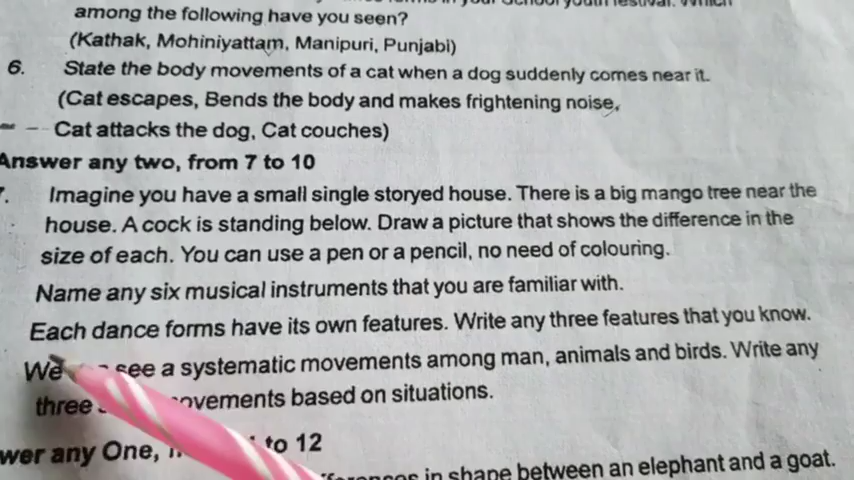 among the following have you seen?
(Kathak, Mohiniyattam, Manipuri, Punjabi)
6. State the body movements of a cat when a dog suddenly comes near it.
(Cat escapes, Bends the body and makes frightening noise,
Cat attacks the dog, Cat couches)
Answer any two, from 7 to 10
7. Imagine you have a small single storyed house. There is a big mango tree near the
house. A cock is standing below. Draw a picture that shows the difference in the
size of each. You can use a pen or a pencil, no need of colouring.
Name any six musical instruments that you are familiar with.
Each dance forms have its own features. Write any three features that you know.
We see a systematic movements among man, animals and birds. Write any
three movements based on situations.
any One, to 12
in shape between an elephant and a goat.